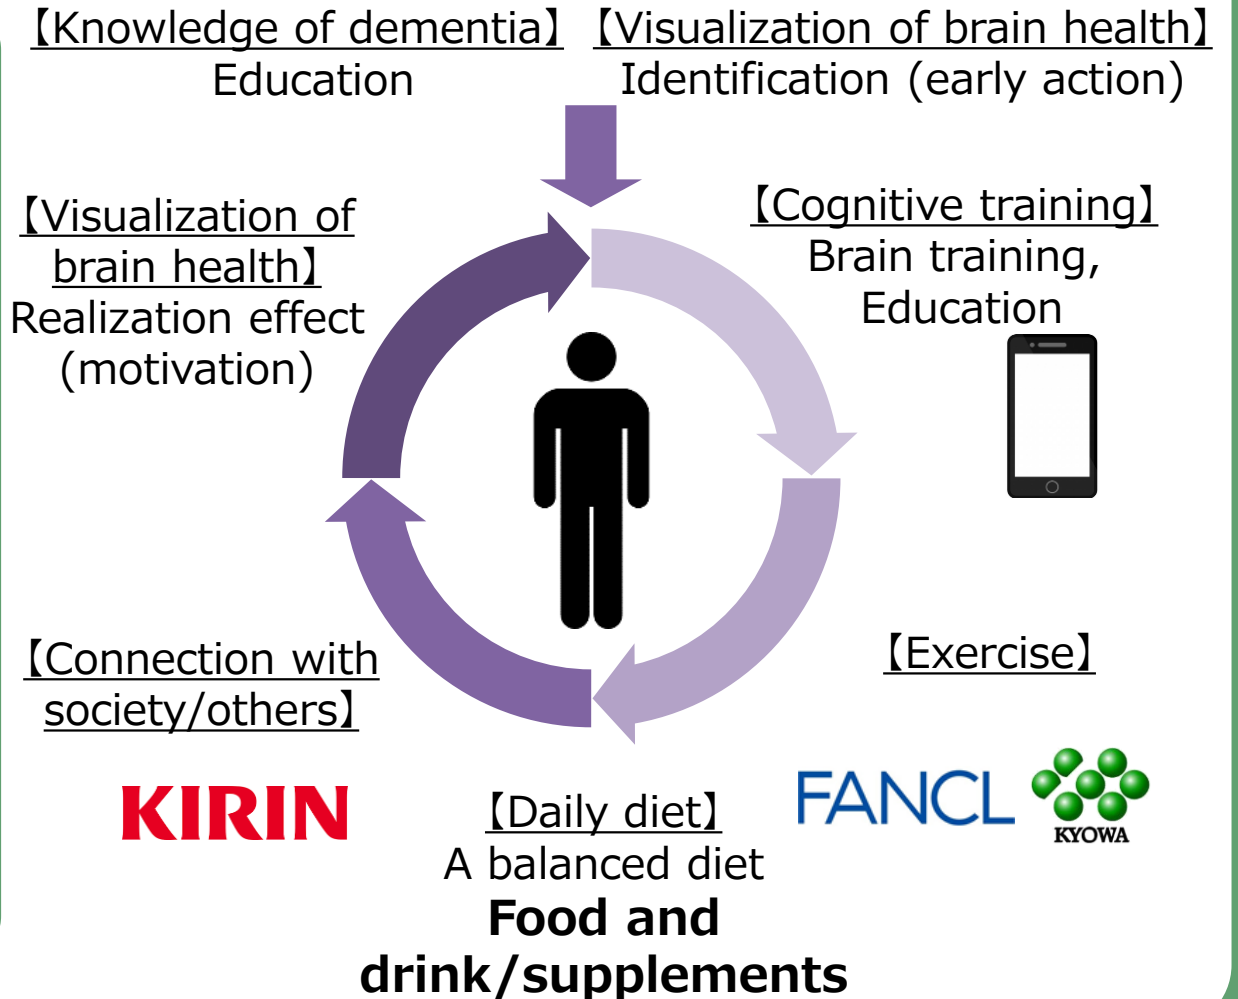 【Knowledge of dementia】
Education
【Visualization of brain health】
Identification (early action)
【Visualization of
brain health】
Realization effect
(motivation)
【Cognitive training】
Brain training,
Education
【Connection with
society/others】
【Exercise】
KIRIN
【Daily diet】
A balanced diet
Food and
drink/supplements
FANCL
KYOWA